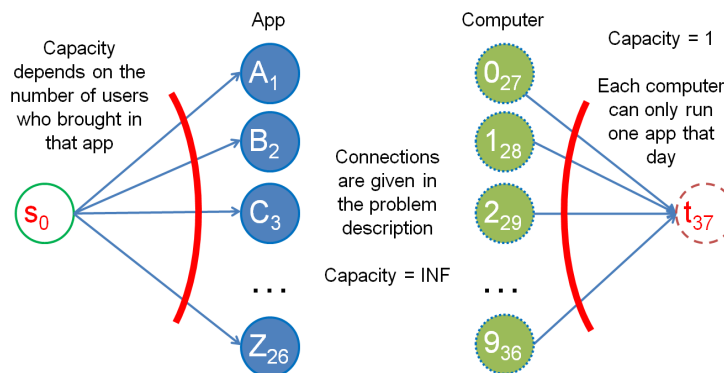 App
Computer
Capacity
depends on the
number of users
who brought in
that app
Capacity = 1
Each computer
can only run
one app that
day
A1
B2
C3
...
Z26
s0
Connections
are given in
the problem
description
Capacity = INF
027
128
229
...
936
t37